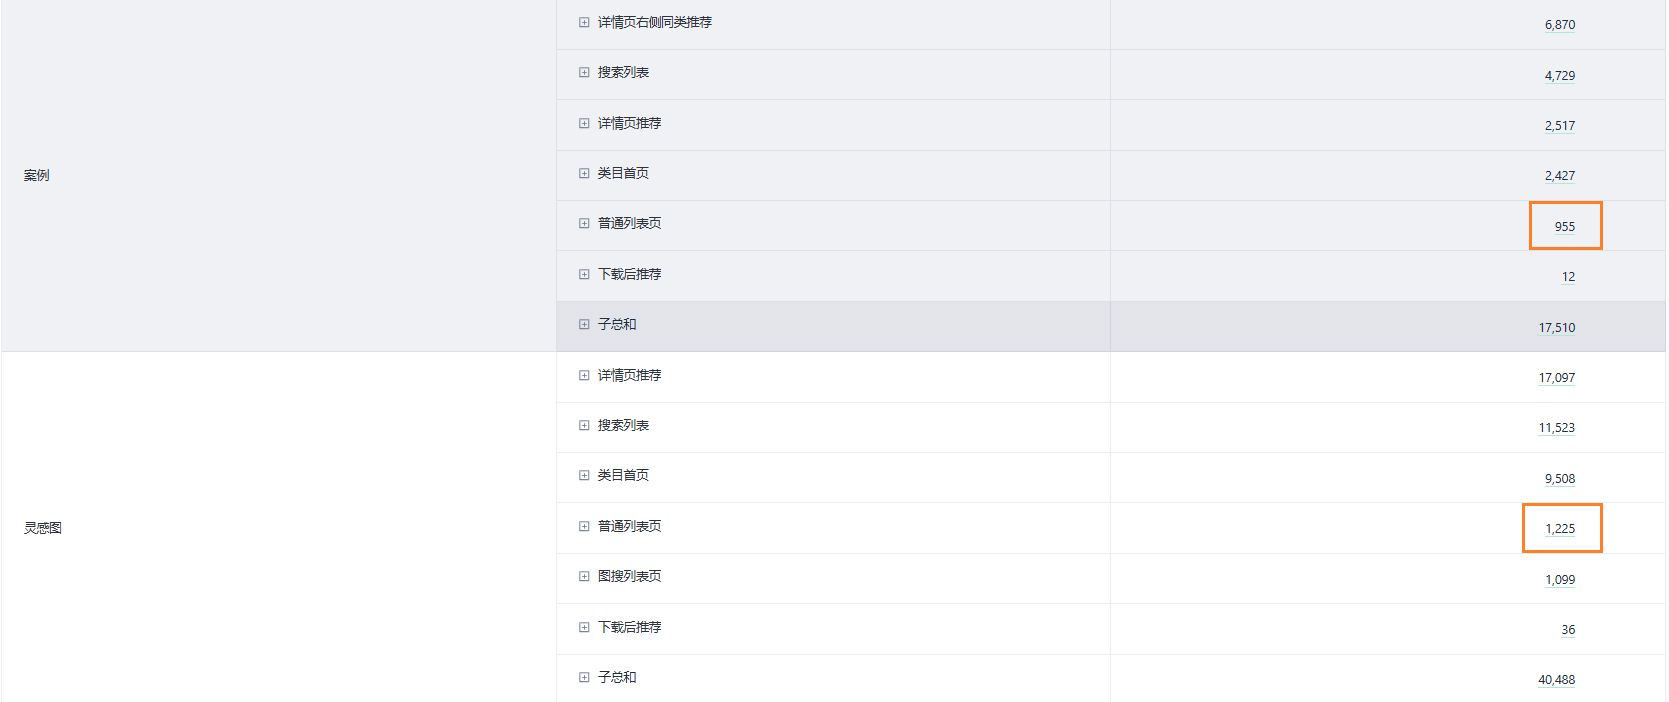 详情页右侧同类推荐 6,870
搜索列表 4,729
详情页推荐 2,517
案例
类目首页 2,427
普通列表页 955
下载后推荐 12
子总和 17,510
详情页推荐 17,097
搜索列表 11,523
类目首页 9,508
灵感图
普通列表页 1,225
图搜列表页 1,099
下载后推荐 36
子总和 40,488